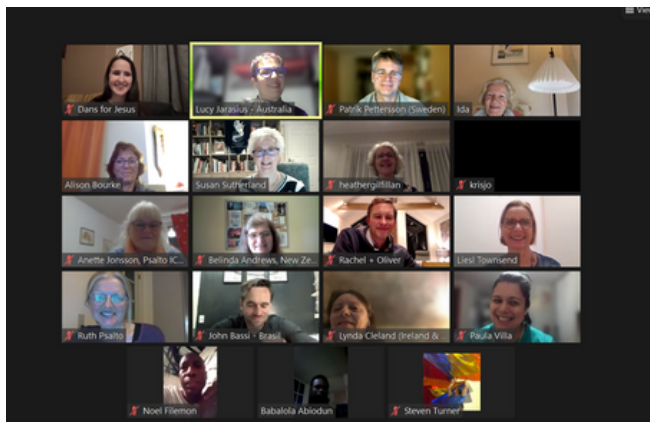 View
Dans for Jesus
Lucy Jarasius - Australia
Patrik Pettersson (Sweden)
Ida
Alison Bourke
Susan Sutherland
heathergilfillan
krisjo
Anette Jonsson, Psalto IC...
Belinda Andrews, New Ze...
Rachel + Oliver
Liesl Townsend
Ruth Psalto
John Bassi - Brasil
Lynda Cleland (Ireland &...
Paula Villa
Noel Filemon
Babalola Abiodun
Steven Turner